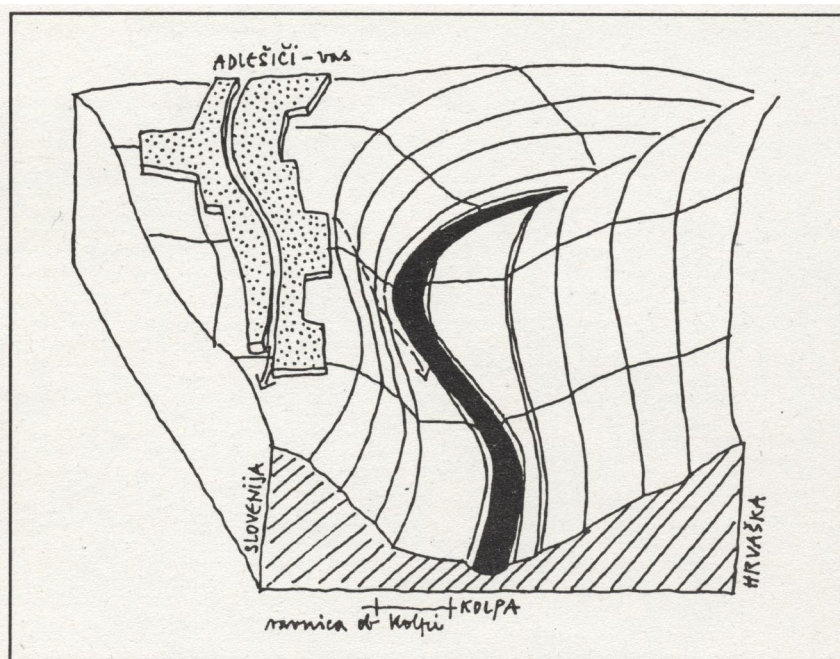 ADLEŠIČI-vas
SLOVENIJA
HRVAŠKA
KOLPA
ravnica ob Kolpi